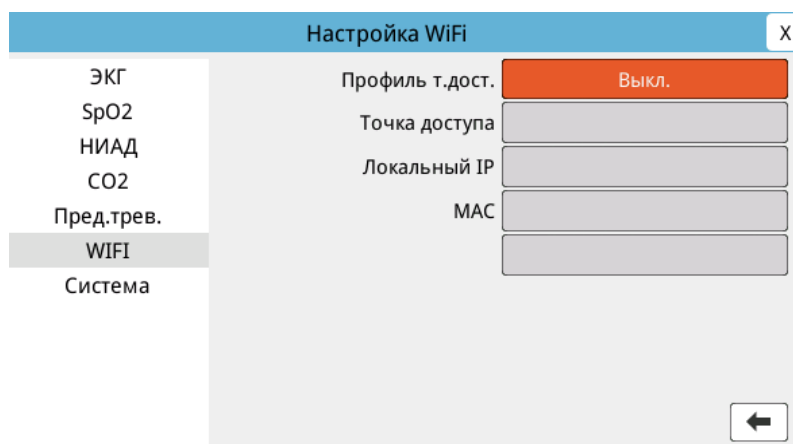 Настройка WiFi
X
ЭКГ
SpO2
НИАД
CO2
Пред.трев.
WIFI
Система
Профиль т.дост.
Выкл.
Точка доступа
Локальный IP
MAC